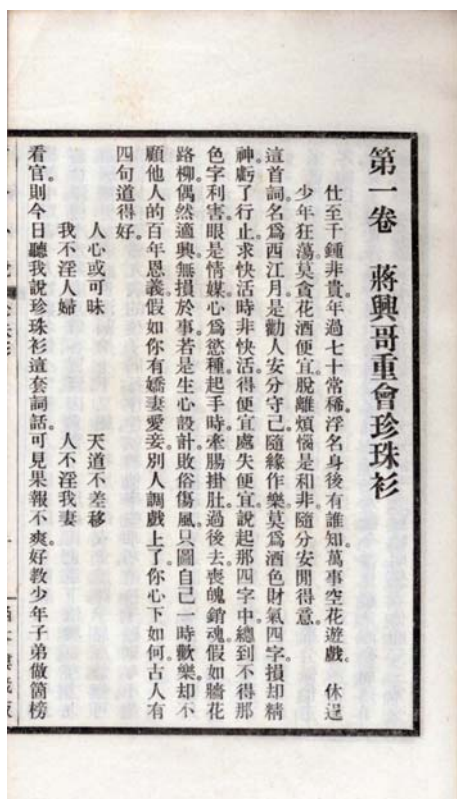 第一卷　蔣興哥重會珍珠衫
仕至千鍾非貴。年過七十常稀。浮名身後有誰知。萬事空花遊戲。　休逞
少年狂蕩。莫貪花酒便宜。脫離煩惱是和非。隨分安閒得意。
這首詞名爲西江月。是勸人安分守己。隨緣作樂。莫爲酒色財氣四字。損却精
神。虧了行止。求快活時非快活。得便宜處失便宜。說起那四字中。總到不得那
色字利害。眼是情媒。心爲慾種。起手時牽腸掛肚。過後去喪魄銷魂。假如牆花
路柳。偶然適興。無損於事。若是生心設計。敗俗傷風。只圖自己一時歡樂。却不
顧他人的百年恩義。假如你有嬌妻愛妾。別人調戲上了。你心下如何。古人有
四句道得好。
人心或可昧　天道不差移
我不淫人婦　人不淫我妻
看官。則今日聽我說珍珠衫這套詞話。可見果報不爽。好教少年子弟做箇榜